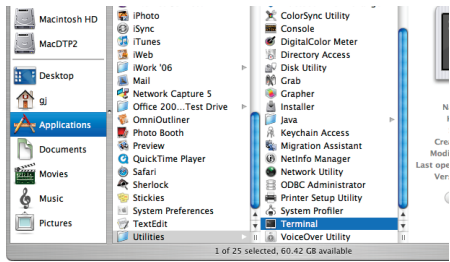 Macintosh HD
MacDTP2
Desktop
gj
Applications
Documents
Movies
Music
Pictures
iPhoto
iSync
iTunes
iWeb
iWork '06
Mail
Network Capture 5
Office 200...Test Drive
OmniOutliner
Photo Booth
Preview
QuickTime Player
Safari
Sherlock
Stickies
System Preferences
TextEdit
Utilities
ColorSync Utility
Console
DigitalColor Meter
Directory Access
Disk Utility
Grab
Grapher
Installer
Java
Keychain Access
Migration Assistant
NetInfo Manager
Network Utility
ODBC Administrator
Printer Setup Utility
System Profiler
Terminal
VoiceOver Utility
Last ope
1 of 25 selected, 60.42 GB available